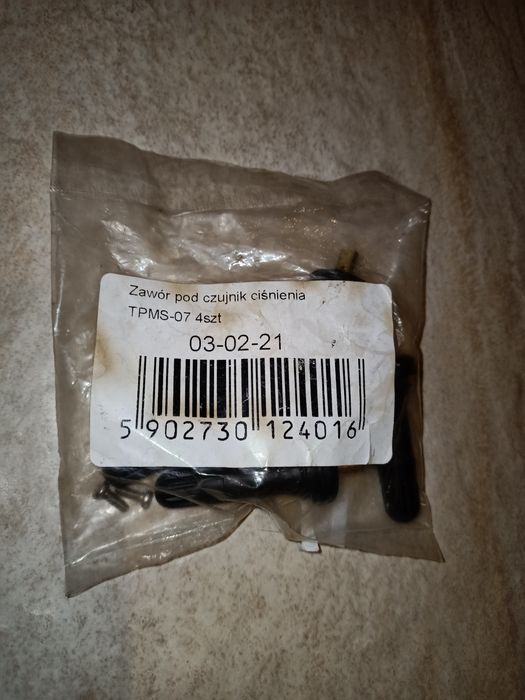 Zawór pod czujnik ciśnienia
TPMS-07 4szt
03-02-21
5 902730 124016